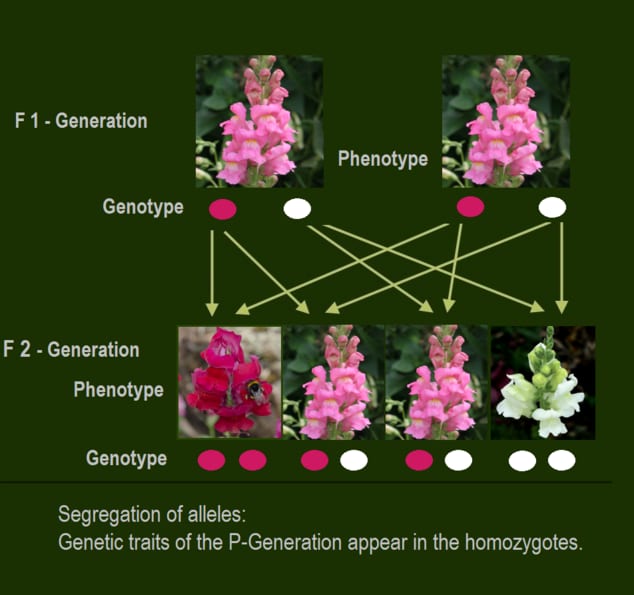 F 1 - Generation
Phenotype
Genotype
F 2 - Generation
Phenotype
Genotype
Segregation of alleles:
Genetic traits of the P-Generation appear in the homozygotes.